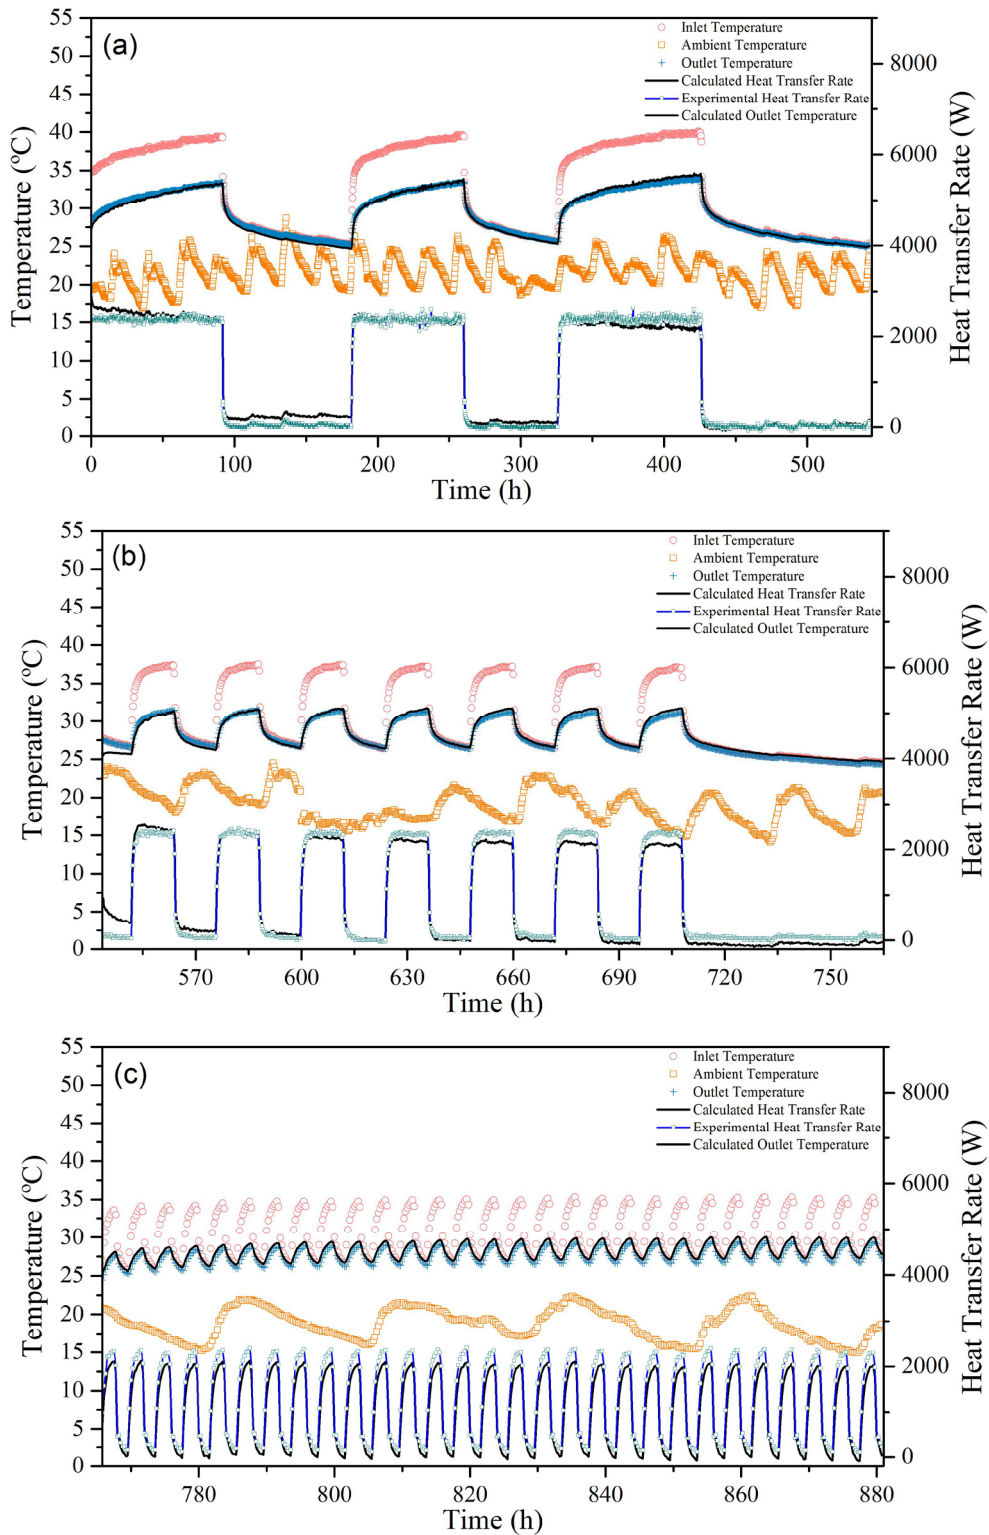 (a)
Inlet Temperature
Ambient Temperature
Outlet Temperature
Calculated Heat Transfer Rate
Experimental Heat Transfer Rate
Calculated Outlet Temperature
55
50
45
40
35
30
25
20
15
10
5
0
Temperature (ºC)
8000
6000
4000
2000
0
Heat Transfer Rate (W)
0 100 200 300 400 500
Time (h)
(b)
Inlet Temperature
Ambient Temperature
Outlet Temperature
Calculated Heat Transfer Rate
Experimental Heat Transfer Rate
Calculated Outlet Temperature
55
50
45
40
35
30
25
20
15
10
5
0
Temperature (ºC)
8000
6000
4000
2000
0
Heat Transfer Rate (W)
570 600 630 660 690 720 750
Time (h)
(c)
Inlet Temperature
Ambient Temperature
Outlet Temperature
Calculated Heat Transfer Rate
Experimental Heat Transfer Rate
Calculated Outlet Temperature
55
50
45
40
35
30
25
20
15
10
5
0
Temperature (ºC)
8000
6000
4000
2000
0
Heat Transfer Rate (W)
780 800 820 840 860 880
Time (h)